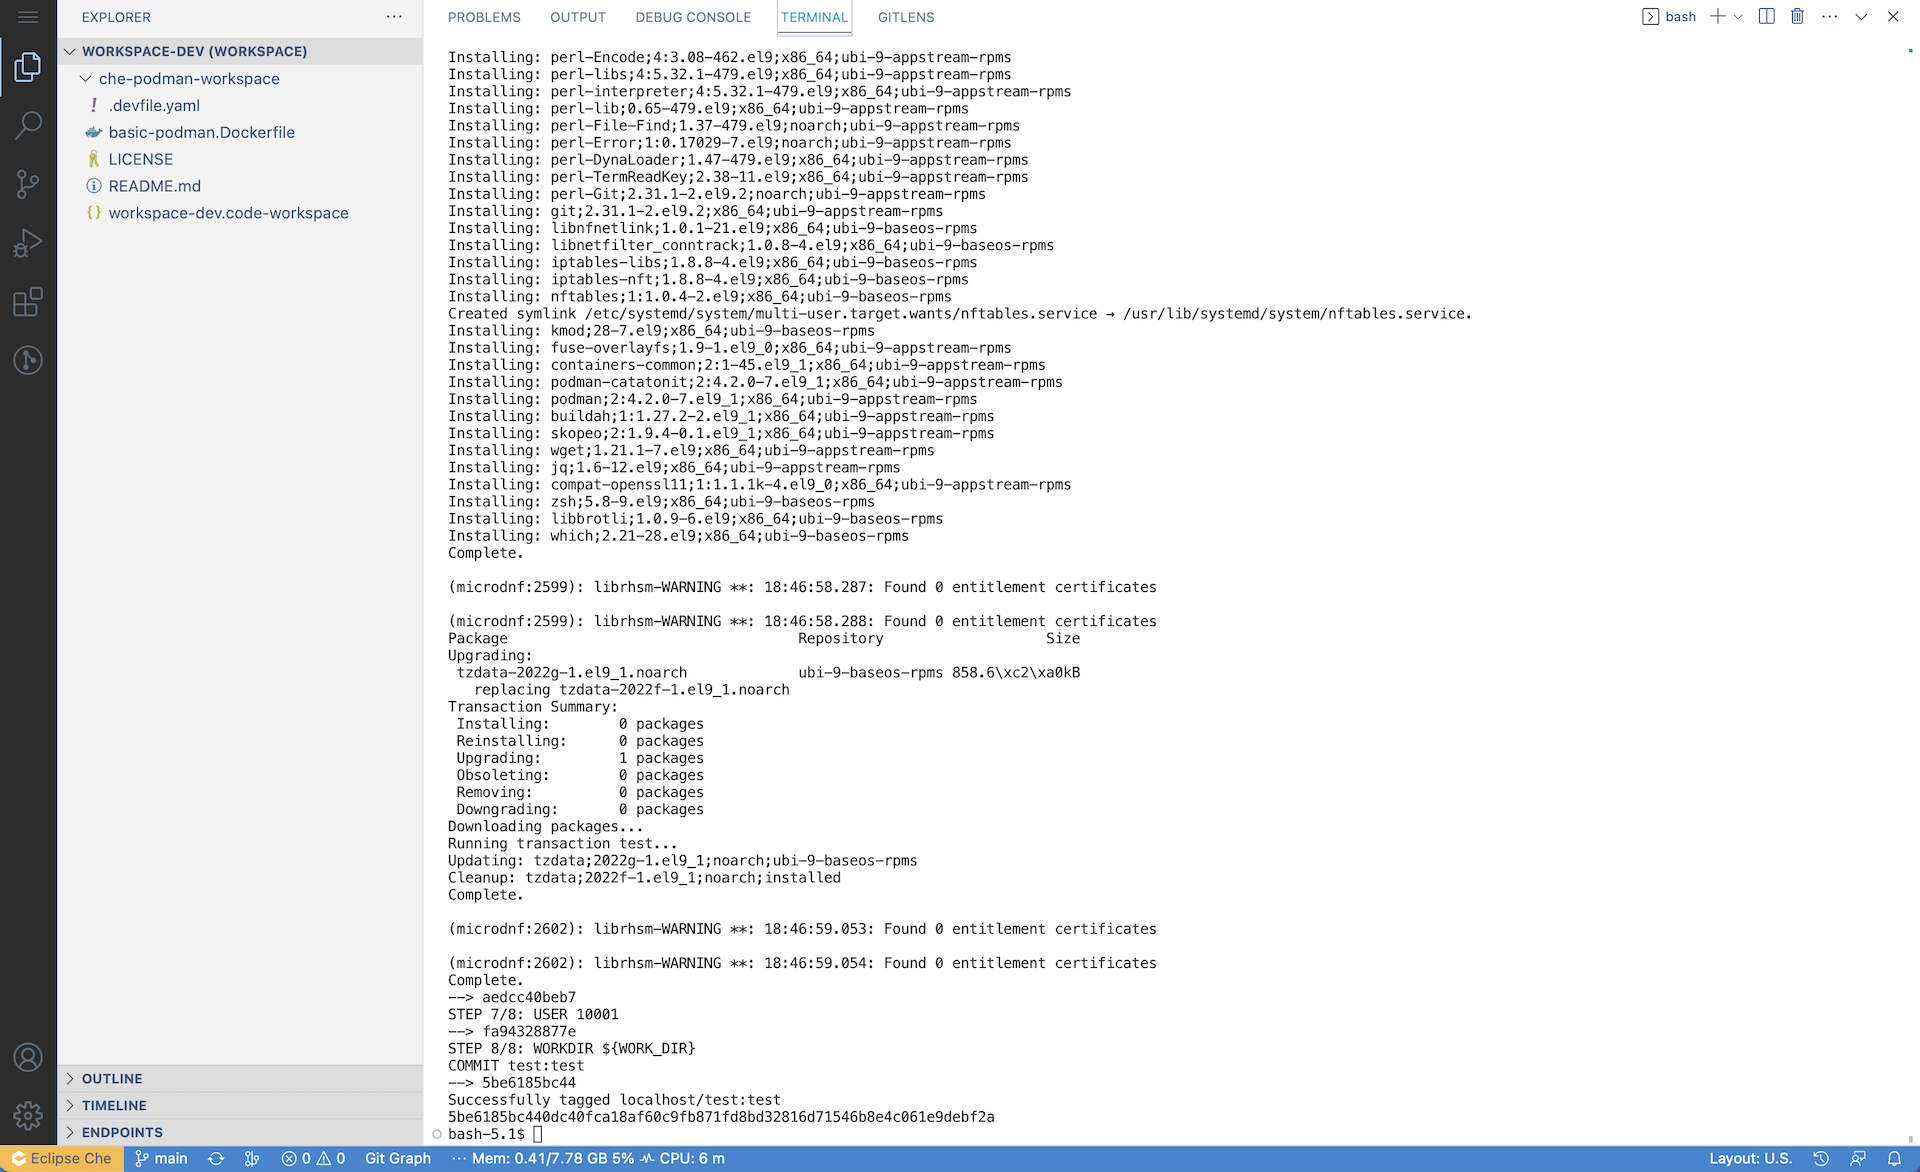 EXPLORER
WORKSPACE-DEV (WORKSPACE)
che-podman-workspace
.devfile.yaml
basic-podman.Dockerfile
LICENSE
README.md
workspace-dev.code-workspace
OUTLINE
TIMELINE
ENDPOINTS
PROBLEMS OUTPUT DEBUG CONSOLE TERMINAL GITLENS
bash
Installing: perl-Encode;4:3.08-462.el9;x86_64;ubi-9-appstream-rpms
Installing: perl-libs;4:5.32.1-479.el9;x86_64;ubi-9-appstream-rpms
Installing: perl-interpreter;4:5.32.1-479.el9;x86_64;ubi-9-appstream-rpms
Installing: perl-lib;0.65-479.el9;x86_64;ubi-9-appstream-rpms
Installing: perl-File-Find;1.37-479.el9;noarch;ubi-9-appstream-rpms
Installing: perl-Error;1:0.17029-7.el9;noarch;ubi-9-appstream-rpms
Installing: perl-DynaLoader;1.47-479.el9;x86_64;ubi-9-appstream-rpms
Installing: perl-TermReadKey;2.38-11.el9;x86_64;ubi-9-appstream-rpms
Installing: perl-Git;2.31.1-2.el9.2;noarch;ubi-9-appstream-rpms
Installing: git;2.31.1-2.el9.2;x86_64;ubi-9-appstream-rpms
Installing: libnfnetlink;1.0.1-21.el9;x86_64;ubi-9-baseos-rpms
Installing: libnetfilter_conntrack;1.0.8-4.el9;x86_64;ubi-9-baseos-rpms
Installing: iptables-libs;1.8.8-4.el9;x86_64;ubi-9-baseos-rpms
Installing: iptables-nft;1.8.8-4.el9;x86_64;ubi-9-baseos-rpms
Installing: nftables;1:1.0.4-2.el9;x86_64;ubi-9-baseos-rpms
Created symlink /etc/systemd/system/multi-user.target.wants/nftables.service → /usr/lib/systemd/system/nftables.service.
Installing: kmod;28-7.el9;x86_64;ubi-9-baseos-rpms
Installing: fuse-overlayfs;1.9-1.el9_0;x86_64;ubi-9-appstream-rpms
Installing: containers-common;2:1-45.el9_1;x86_64;ubi-9-appstream-rpms
Installing: podman-catatonit;2:4.2.0-7.el9_1;x86_64;ubi-9-appstream-rpms
Installing: podman;2:4.2.0-7.el9_1;x86_64;ubi-9-appstream-rpms
Installing: buildah;1:1.27.2-2.el9_1;x86_64;ubi-9-appstream-rpms
Installing: skopeo;2:1.9.4-0.1.el9_1;x86_64;ubi-9-appstream-rpms
Installing: wget;1.21.1-7.el9;x86_64;ubi-9-appstream-rpms
Installing: jq;1.6-12.el9;x86_64;ubi-9-appstream-rpms
Installing: compat-openssl11;1:1.1.1k-4.el9_0;x86_64;ubi-9-appstream-rpms
Installing: zsh;5.8-9.el9;x86_64;ubi-9-baseos-rpms
Installing: libbrotli;1.0.9-6.el9;x86_64;ubi-9-baseos-rpms
Installing: which;2.21-28.el9;x86_64;ubi-9-baseos-rpms
Complete.
(microdnf:2599): librhsm-WARNING **: 18:46:58.287: Found 0 entitlement certificates
(microdnf:2599): librhsm-WARNING **: 18:46:58.288: Found 0 entitlement certificates
Package Repository Size
Upgrading:
tzdata-2022g-1.el9_1.noarch ubi-9-baseos-rpms 858.6\xc2\xa0kB
replacing tzdata-2022f-1.el9_1.noarch
Transaction Summary:
Installing: 0 packages
Reinstalling: 0 packages
Upgrading: 1 packages
Obsoleting: 0 packages
Removing: 0 packages
Downgrading: 0 packages
Downloading packages...
Running transaction test...
Updating: tzdata;2022g-1.el9_1;noarch;ubi-9-baseos-rpms
Cleanup: tzdata;2022f-1.el9_1;noarch;installed
Complete.
(microdnf:2602): librhsm-WARNING **: 18:46:59.053: Found 0 entitlement certificates
(microdnf:2602): librhsm-WARNING **: 18:46:59.054: Found 0 entitlement certificates
Complete.
--> aedcc40beb7
STEP 7/8: USER 10001
--> fa94328877e
STEP 8/8: WORKDIR ${WORK_DIR}
COMMIT test:test
--> 5be6185bc44
Successfully tagged localhost/test:test
5be6185bc440dc40fca18af60c9fb871fd8bd32816d71546b8e4c061e9debf2a
bash-5.1$
Eclipse Che main 0 0 Git Graph ··· Mem: 0.41/7.78 GB 5% CPU: 6 m Layout: U.S.